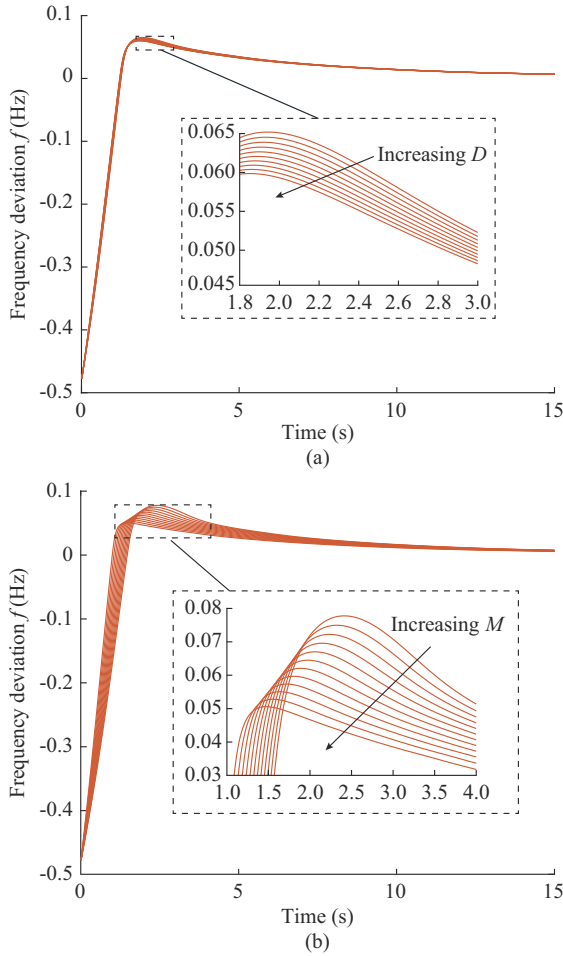 0.1
0
-0.1
-0.2
-0.3
-0.4
-0.5
Frequency deviation f (Hz)
0.065
0.060
0.055
0.050
0.045
Increasing D
1.8 2.0 2.2 2.4 2.6 2.8 3.0
0 5 10 15
Time (s)
(a)
0.1
0
-0.1
-0.2
-0.3
-0.4
-0.5
Frequency deviation f (Hz)
0.08
0.07
0.06
0.05
0.04
0.03
Increasing M
1.0 1.5 2.0 2.5 3.0 3.5 4.0
0 5 10 15
Time (s)
(b)